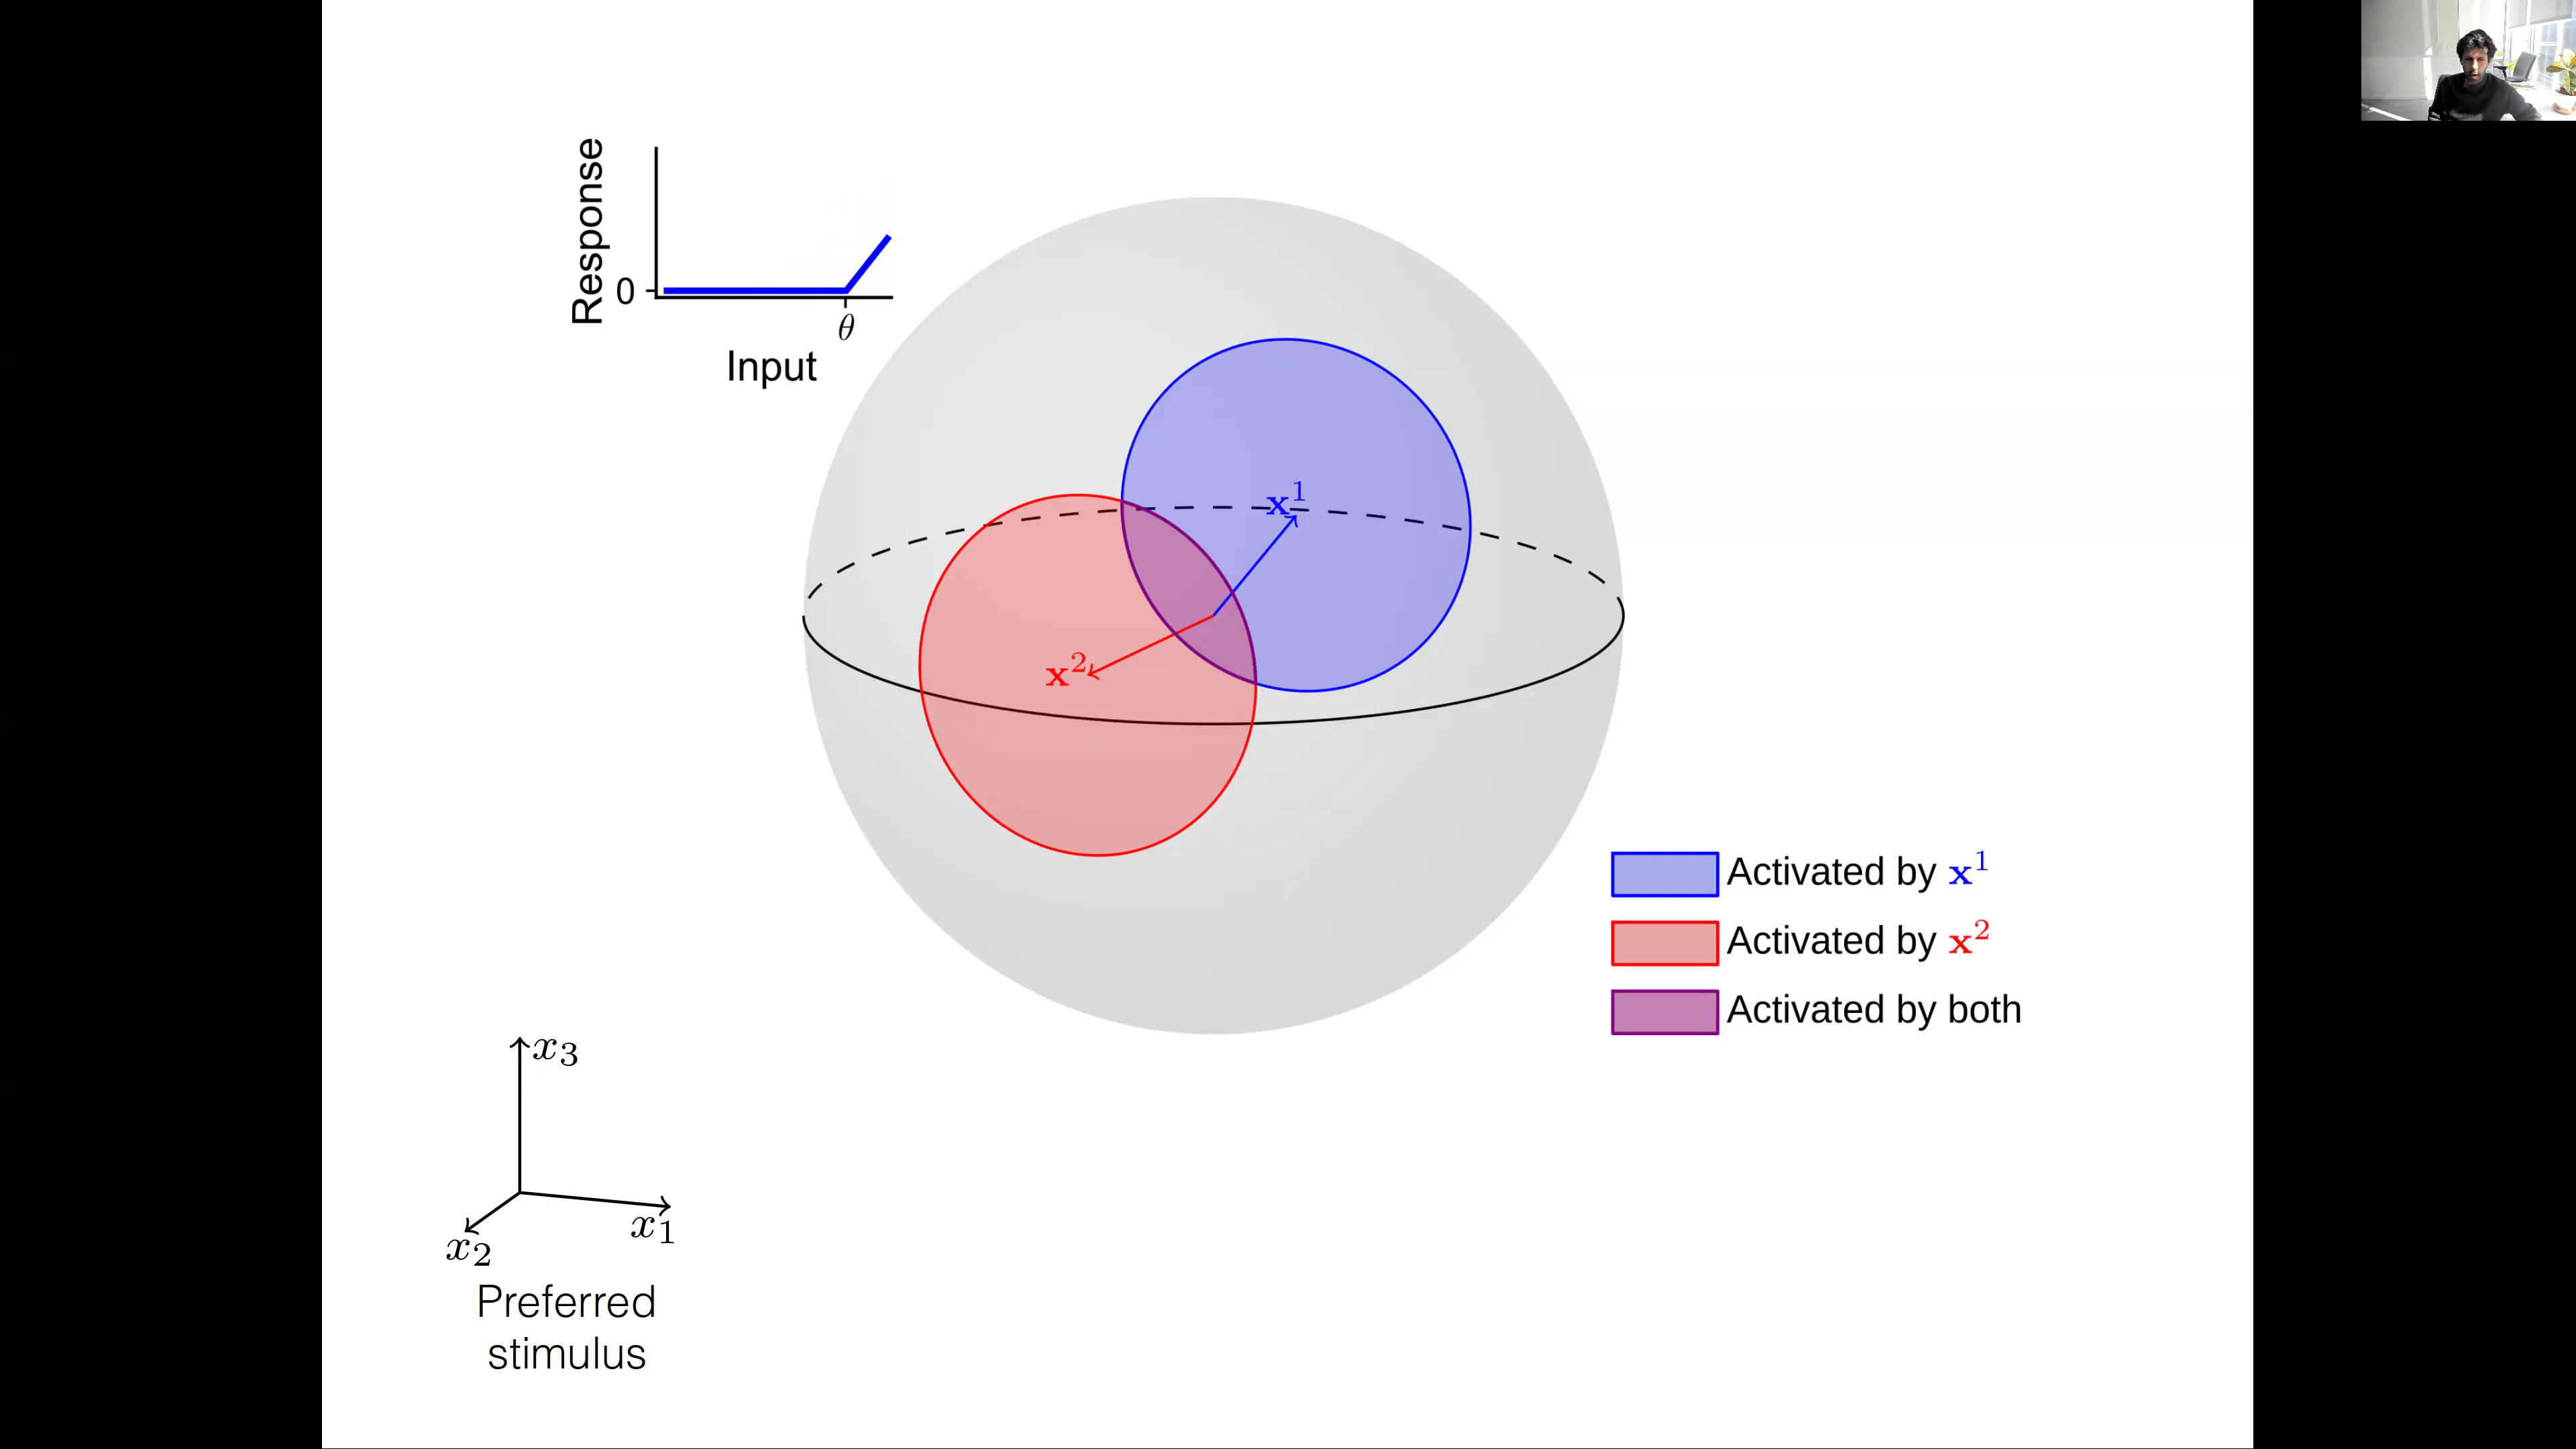 Response
0
θ
Input
x¹
x²
Activated by x¹
Activated by x²
Activated by both
x₃
x₁
x₂
Preferred
stimulus